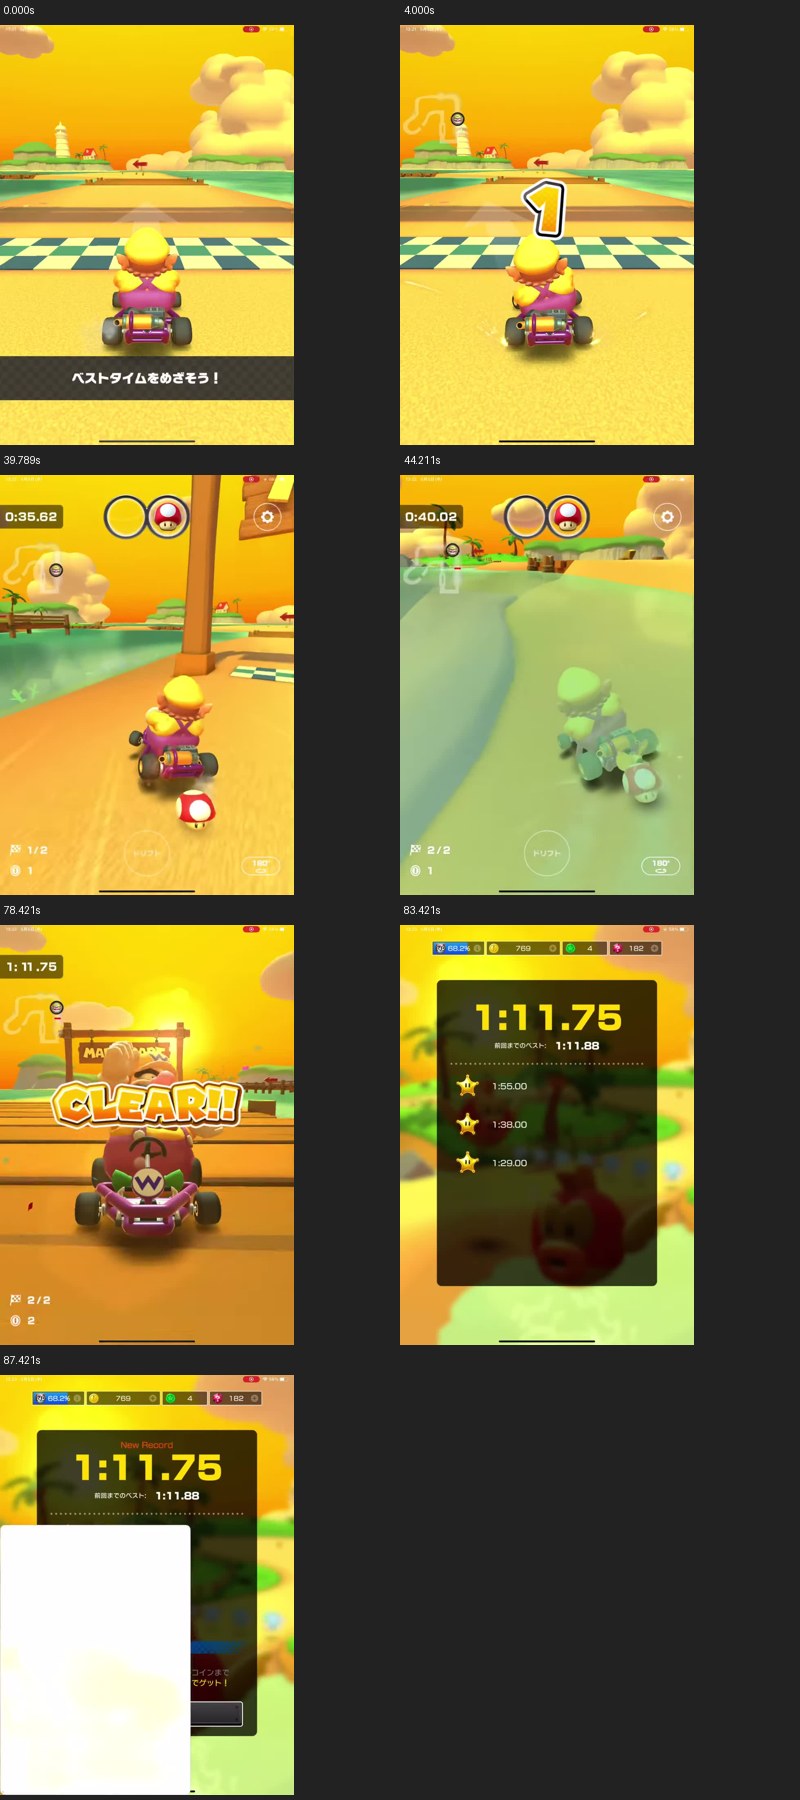 0.000s
4.000s
1
ベストタイムをめざそう！
39.789s
44.211s
0:35.62
0:40.02
1/2
1
ドリフト
180°
2/2
1
ドリフト
180°
78.421s
83.421s
1:11.75
CLEAR!!
W
2/2
2
68.2%
769
4
182
1:11.75
前回までのベスト: 1:11.88
1:55.00
1:38.00
1:29.00
87.421s
68.2%
769
4
182
New Record
1:11.75
前回までのベスト: 1:11.88
コインまで
でゲット！